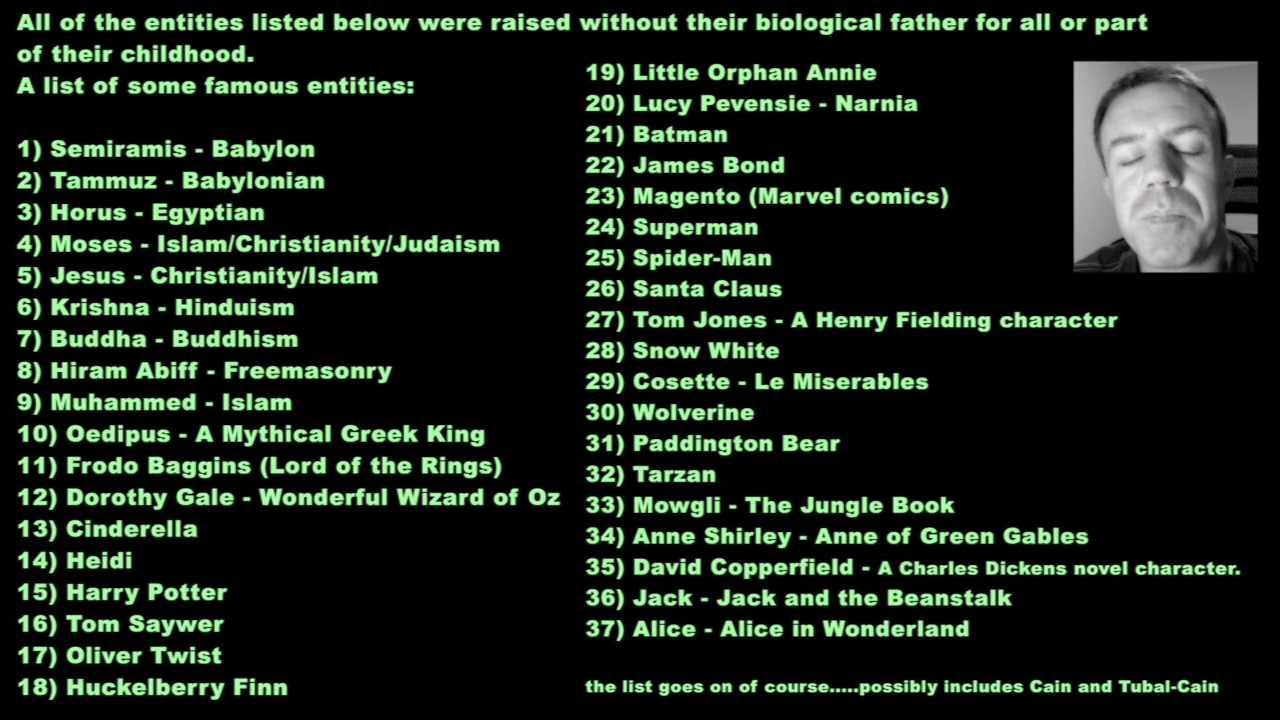 All of the entities listed below were raised without their biological father for all or part
of their childhood.
A list of some famous entities:
1) Semiramis - Babylon
2) Tammuz - Babylonian
3) Horus - Egyptian
4) Moses - Islam/Christianity/Judaism
5) Jesus - Christianity/Islam
6) Krishna - Hinduism
7) Buddha - Buddhism
8) Hiram Abiff - Freemasonry
9) Muhammed - Islam
10) Oedipus - A Mythical Greek King
11) Frodo Baggins (Lord of the Rings)
12) Dorothy Gale - Wonderful Wizard of Oz
13) Cinderella
14) Heidi
15) Harry Potter
16) Tom Saywer
17) Oliver Twist
18) Huckelberry Finn
19) Little Orphan Annie
20) Lucy Pevensie - Narnia
21) Batman
22) James Bond
23) Magento (Marvel comics)
24) Superman
25) Spider-Man
26) Santa Claus
27) Tom Jones - A Henry Fielding character
28) Snow White
29) Cosette - Le Miserables
30) Wolverine
31) Paddington Bear
32) Tarzan
33) Mowgli - The Jungle Book
34) Anne Shirley - Anne of Green Gables
35) David Copperfield - A Charles Dickens novel character.
36) Jack - Jack and the Beanstalk
37) Alice - Alice in Wonderland
the list goes on of course.....possibly includes Cain and Tubal-Cain